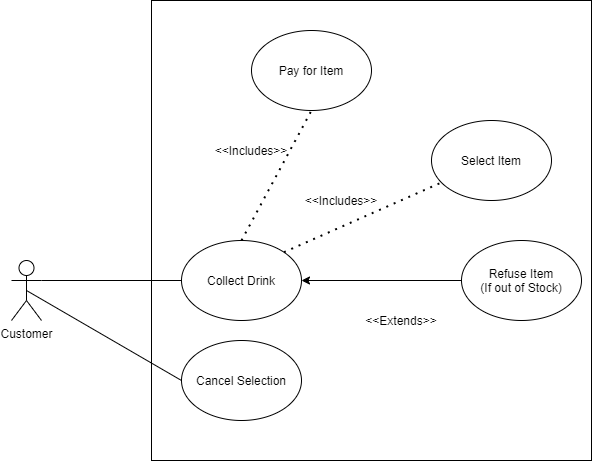 Pay for Item
<<Includes>>
Select Item
<<Includes>>
Collect Drink
Refuse Item
(If out of Stock)
<<Extends>>
Customer
Cancel Selection